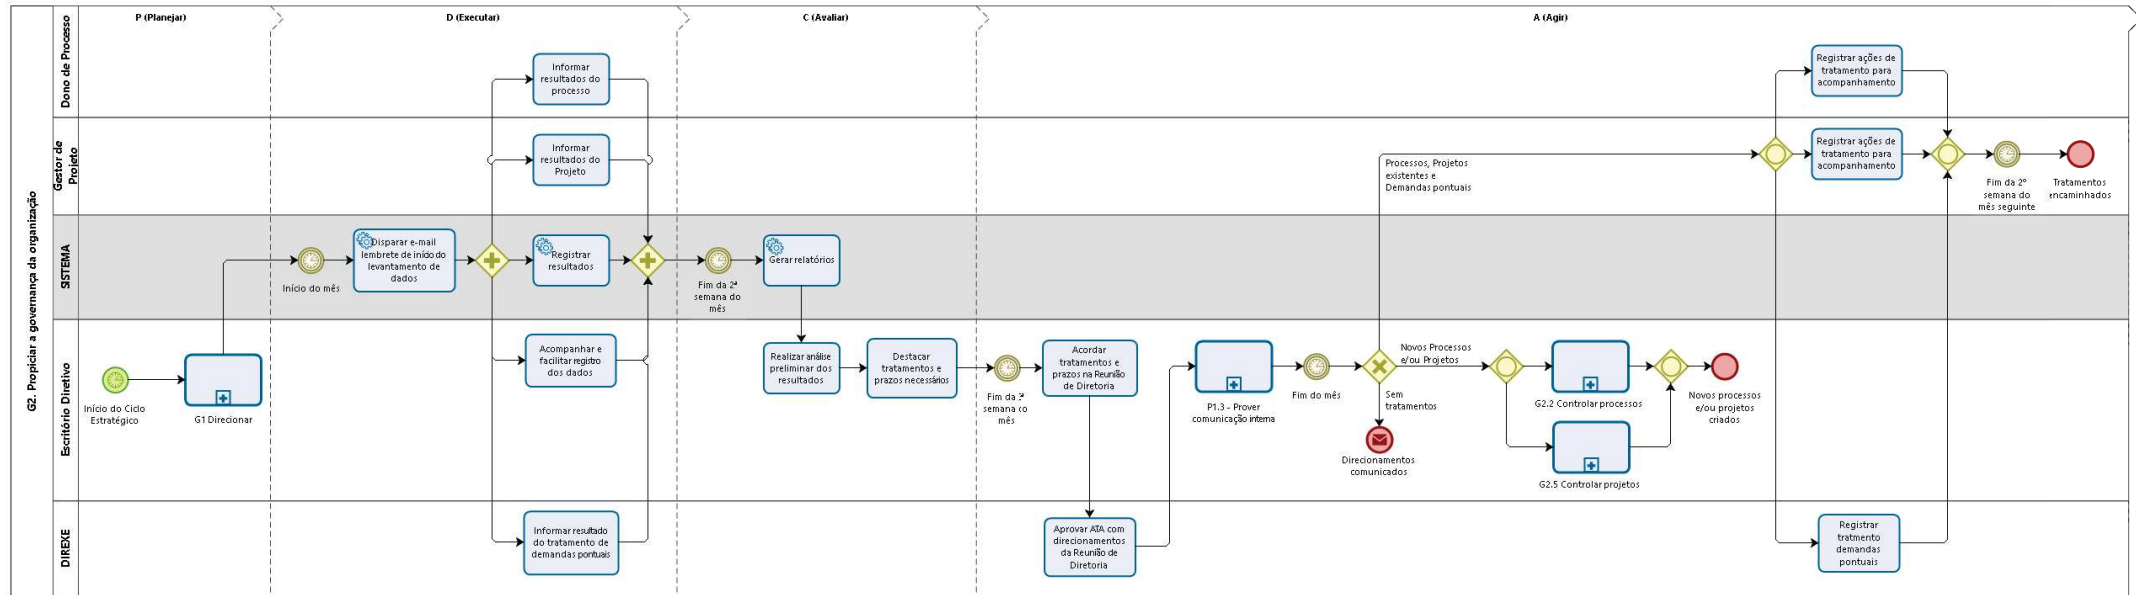 P (Planejar)
D (Executar)
C (Avaliar)
A (Agir)
G2. Propiciar a governança da organização
Dono de Processo
Informar
resultados do
processo
Registrar ações de
tratamento para
acompanhamento
Gestor de
Projeto
Informar
resultados do
Projeto
Processos, Projetos
existentes e
Demandas pontuais
Registrar ações de
tratamento para
acompanhamento
Fim da 2ª
semana do
mês seguinte
Tratamentos
encaminhados
SISTEMA
Início do mês
Disparar e-mail
lembrete de início do
levantamento de
dados
Registrar
resultados
Fim da 2ª
semana do
mês
Gerar relatórios
Escritório Diretivo
Início do Ciclo
Estratégico
G1 Direcionar
Acompanhar e
facilitar registro
dos dados
Realizar análise
preliminar dos
resultados
Destacar
tratamentos e
prazos necessários
Fim da 3ª
semana do
mês
Acordar
tratamentos e
prazos na Reunião
de Diretoria
P1.3 - Prover
comunicação interna
Fim do mês
Novos Processos
e/ou Projetos
Sem
tratamentos
Direcionamentos
comunicados
G2.2 Controlar processos
G2.5 Controlar projetos
Novos processos
e/ou projetos
criados
DIREXE
Informar resultado
do tratamento de
demandas pontuais
Aprovar ATA com
direcionamentos
da Reunião de
Diretoria
Registrar
tratmento
demandas
pontuais